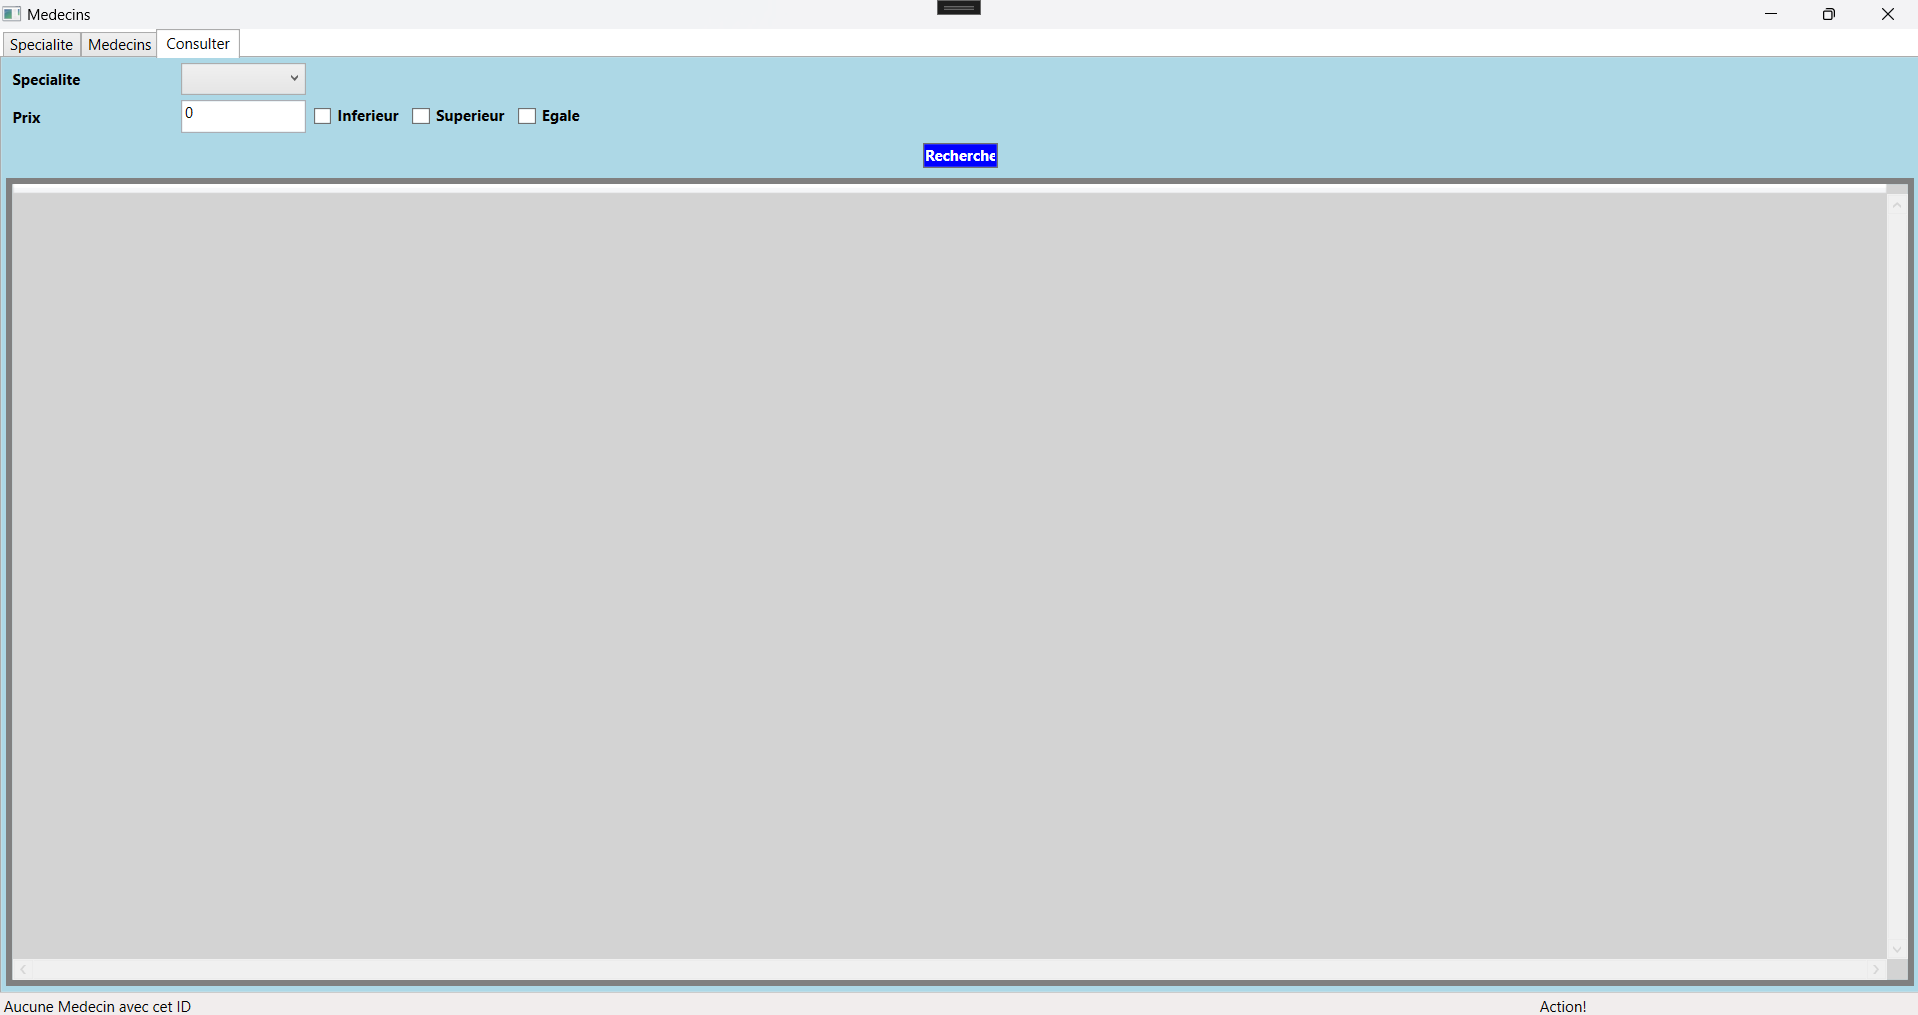 Medecins
Specialite Medecins Consulter
Specialite
Prix 0 Inferieur Superieur Egale
Recherche
Aucune Medecin avec cet ID Action!